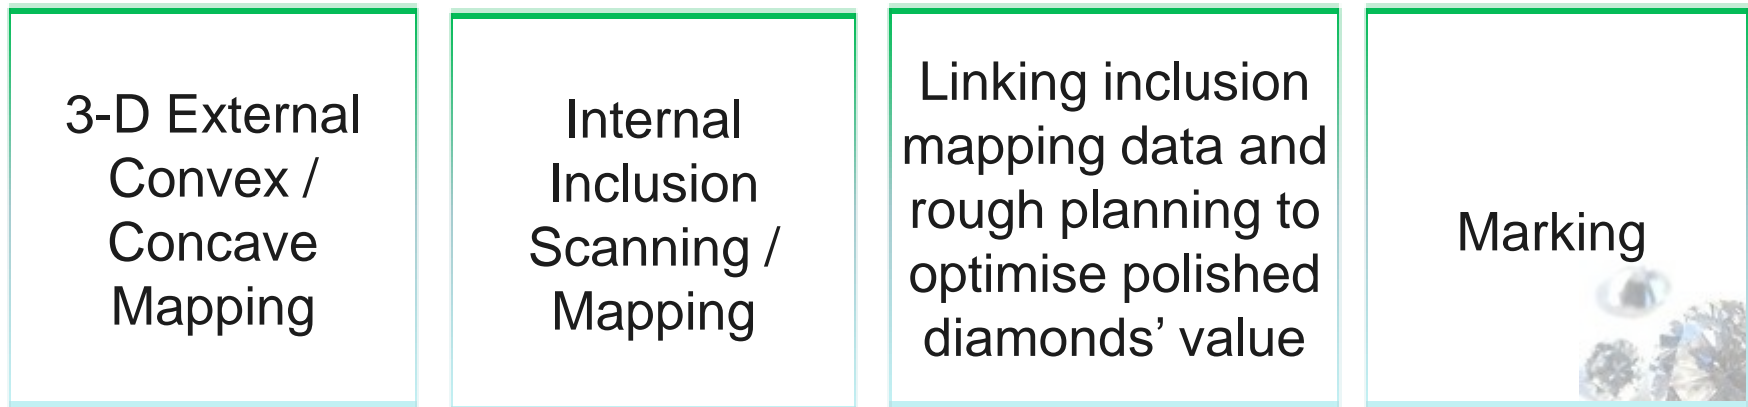 3-D External
Convex /
Concave
Mapping
Internal
Inclusion
Scanning /
Mapping
Linking inclusion
mapping data and
rough planning to
optimise polished
diamonds’ value
Marking